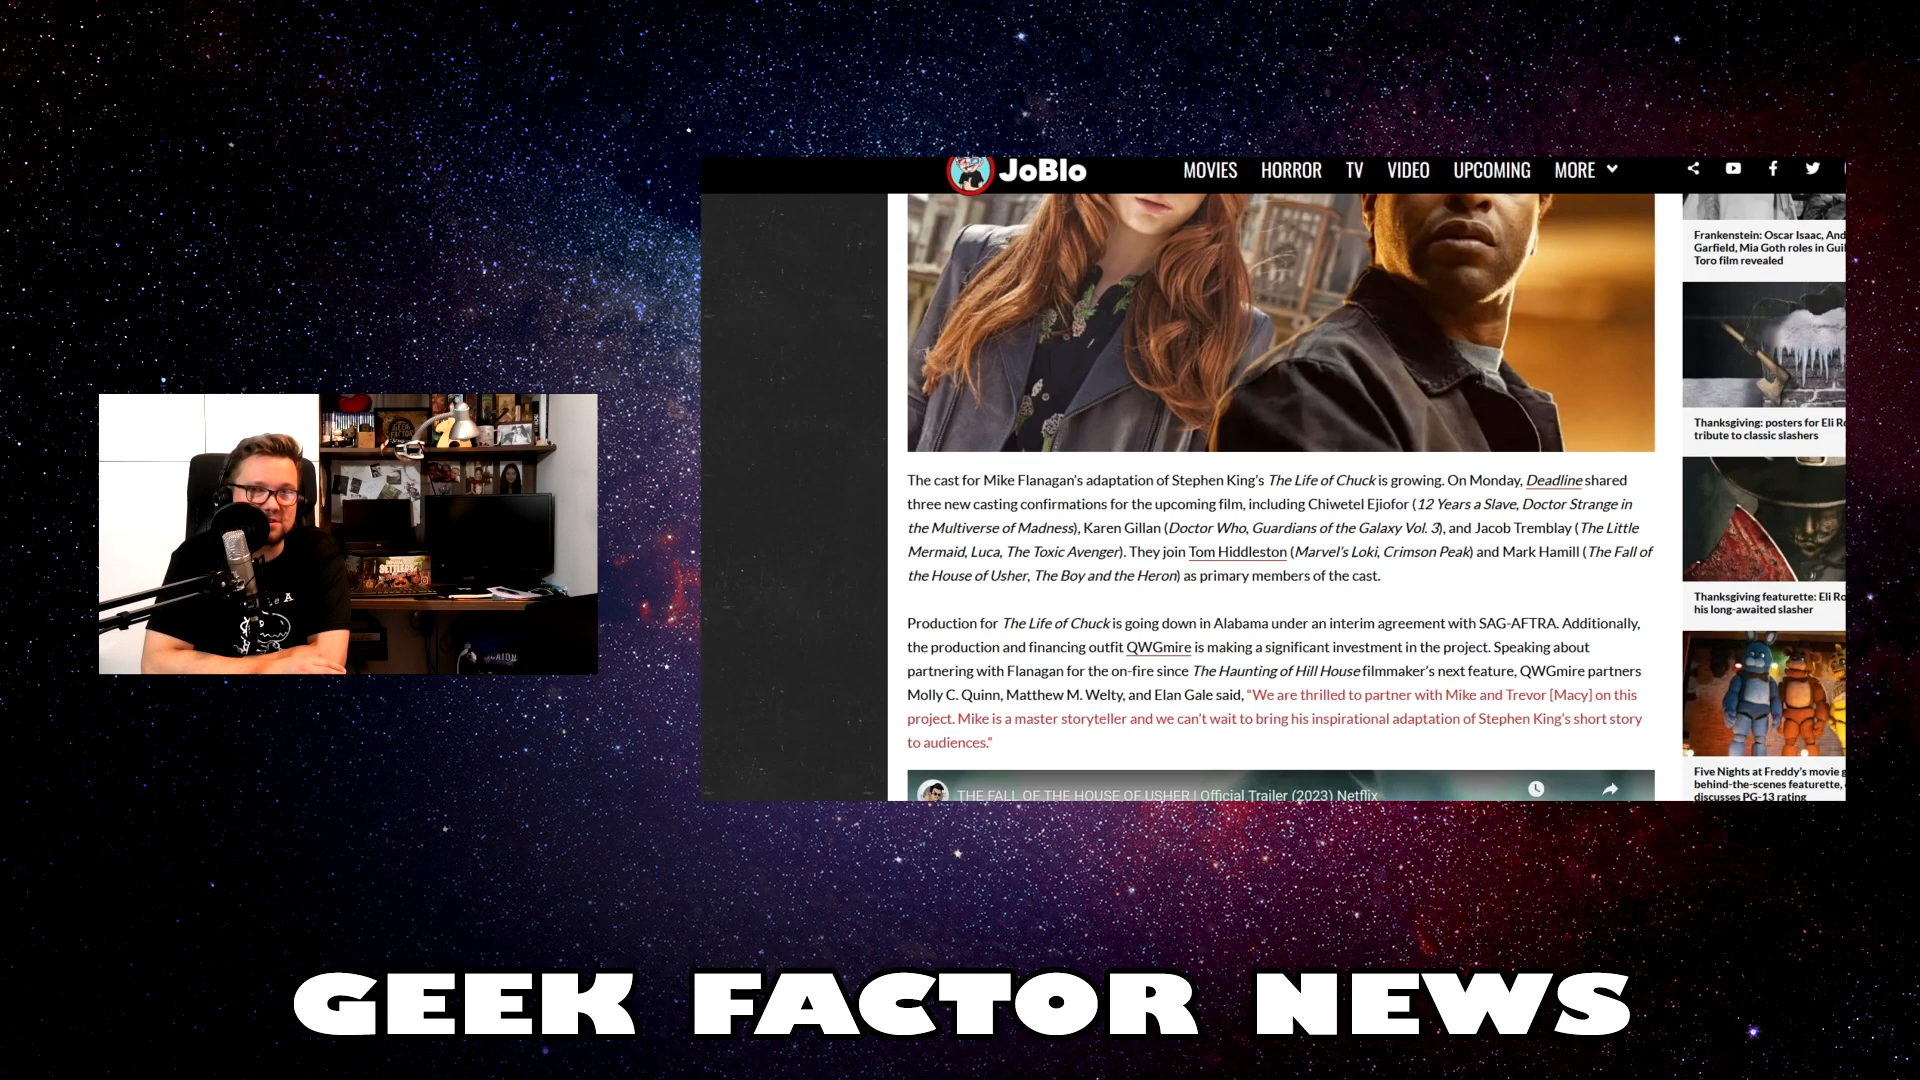 JoBlo
MOVIES HORROR TV VIDEO UPCOMING MORE
The cast for Mike Flanagan's adaptation of Stephen King's The Life of Chuck is growing. On Monday, Deadline shared
three new casting confirmations for the upcoming film, including Chiwetel Ejiofor (12 Years a Slave, Doctor Strange in
the Multiverse of Madness), Karen Gillan (Doctor Who, Guardians of the Galaxy Vol. 3), and Jacob Tremblay (The Little
Mermaid, Luca, The Toxic Avenger). They join Tom Hiddleston (Marvel's Loki, Crimson Peak) and Mark Hamill (The Fall of
the House of Usher, The Boy and the Heron) as primary members of the cast.
Production for The Life of Chuck is going down in Alabama under an interim agreement with SAG-AFTRA. Additionally,
the production and financing outfit QWGmire is making a significant investment in the project. Speaking about
partnering with Flanagan for the on-fire since The Haunting of Hill House filmmaker's next feature, QWGmire partners
Molly C. Quinn, Matthew M. Welty, and Elan Gale said, “We are thrilled to partner with Mike and Trevor [Macy] on this
project. Mike is a master storyteller and we can't wait to bring his inspirational adaptation of Stephen King's short story
to audiences.”
THE FALL OF THE HOUSE OF USHER | Official Trailer (2023) Netflix
Frankenstein: Oscar Isaac, And
Garfield, Mia Goth roles in Gui
Toro film revealed
Thanksgiving: posters for Eli Ro
tribute to classic slashers
Thanksgiving featurette: Eli Ro
his long-awaited slasher
Five Nights at Freddy's movie g
behind-the-scenes featurette,
discusses PG-13 rating
GEEK
FACTOR
SETTLERS
GEEK FACTOR NEWS